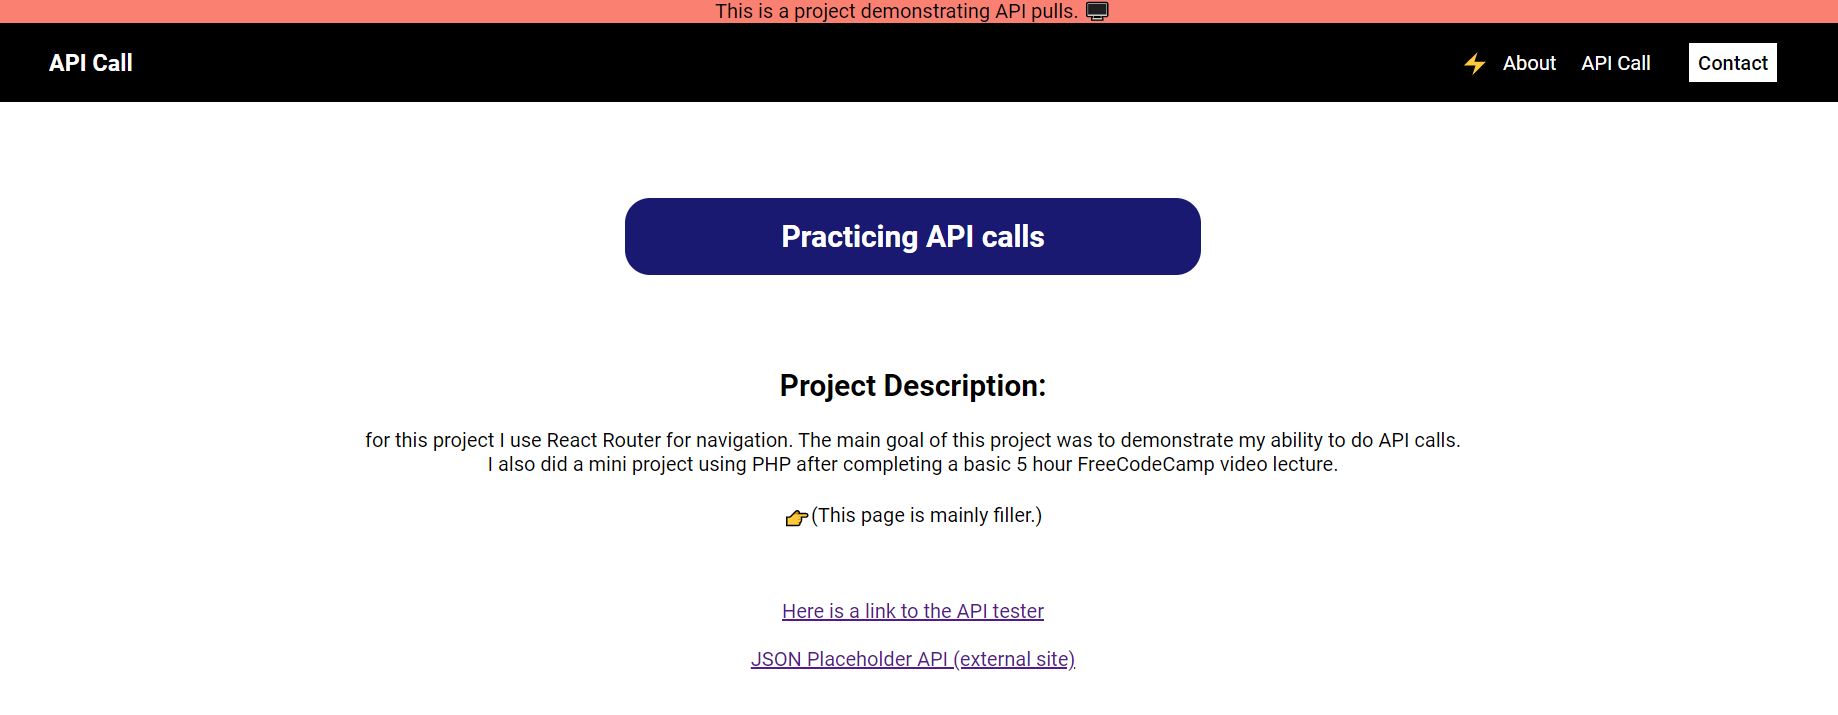 This is a project demonstrating API pulls. 🖥️
API Call
⚡ About API Call Contact
Practicing API calls
Project Description:
for this project I use React Router for navigation. The main goal of this project was to demonstrate my ability to do API calls.
I also did a mini project using PHP after completing a basic 5 hour FreeCodeCamp video lecture.
👉(This page is mainly filler.)
Here is a link to the API tester
JSON Placeholder API (external site)